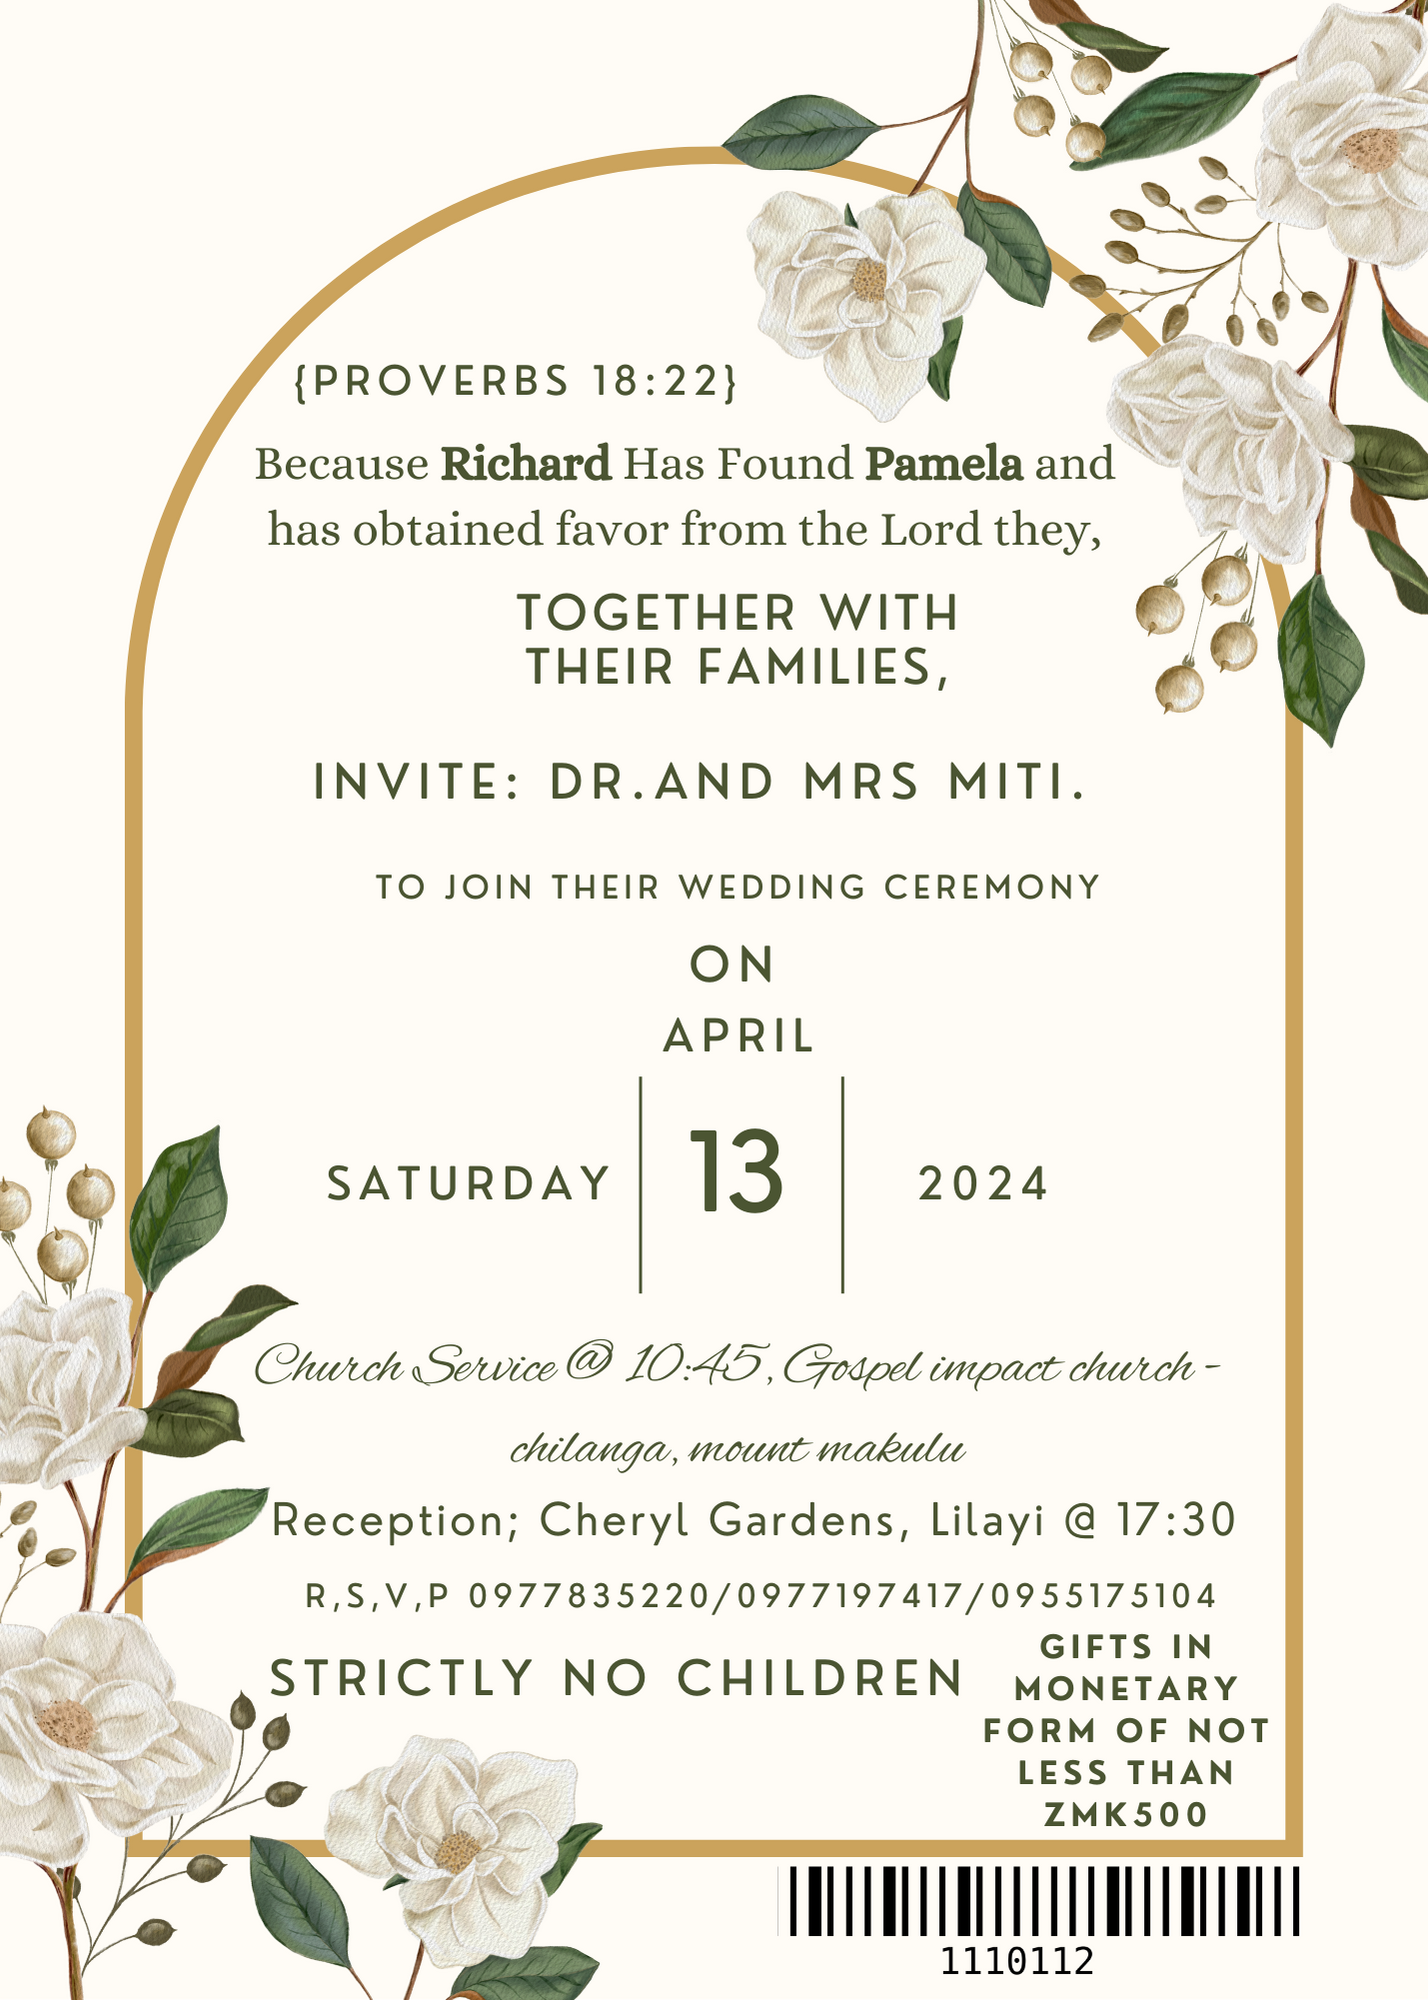 {PROVERBS 18:22}
Because Richard Has Found Pamela and
has obtained favor from the Lord they,
TOGETHER WITH
THEIR FAMILIES,
INVITE: DR.AND MRS MITI.
TO JOIN THEIR WEDDING CEREMONY
ON
APRIL
SATURDAY 13 2024
Church Service @ 10:45, Gospel impact church -
chilanga, mount makulu
Reception; Cheryl Gardens, Lilayi @ 17:30
R,S,V,P 0977835220/0977197417/0955175104
STRICTLY NO CHILDREN
GIFTS IN
MONETARY
FORM OF NOT
LESS THAN
ZMK500
1110112